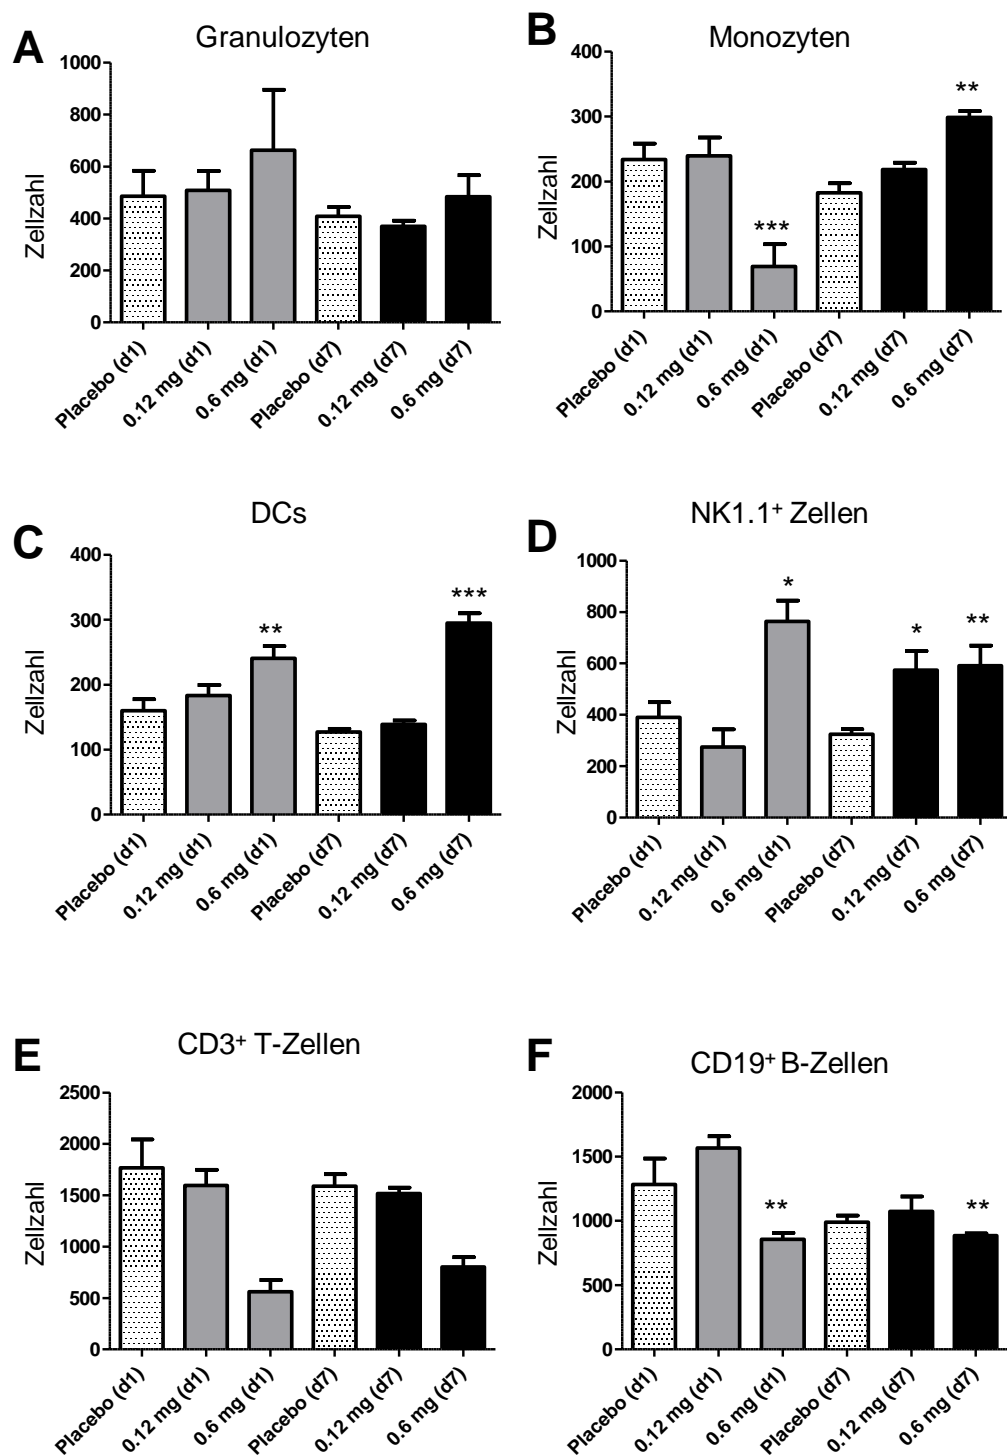 A
Granulozyten
1000
800
600
400
200
0
Zellzahl
Placebo (d1)
0.12 mg (d1)
0.6 mg (d1)
Placebo (d7)
0.12 mg (d7)
0.6 mg (d7)
B
Monozyten
400
300
200
100
0
Zellzahl
***
**
Placebo (d1)
0.12 mg (d1)
0.6 mg (d1)
Placebo (d7)
0.12 mg (d7)
0.6 mg (d7)
C
DCs
400
300
200
100
0
Zellzahl
**
***
Placebo (d1)
0.12 mg (d1)
0.6 mg (d1)
Placebo (d7)
0.12 mg (d7)
0.6 mg (d7)
D
NK1.1⁺ Zellen
1000
800
600
400
200
0
Zellzahl
*
*
**
Placebo (d1)
0.12 mg (d1)
0.6 mg (d1)
Placebo (d7)
0.12 mg (d7)
0.6 mg (d7)
E
CD3⁺ T-Zellen
2500
2000
1500
1000
500
0
Zellzahl
Placebo (d1)
0.12 mg (d1)
0.6 mg (d1)
Placebo (d7)
0.12 mg (d7)
0.6 mg (d7)
F
CD19⁺ B-Zellen
2000
1500
1000
500
0
Zellzahl
**
**
Placebo (d1)
0.12 mg (d1)
0.6 mg (d1)
Placebo (d7)
0.12 mg (d7)
0.6 mg (d7)